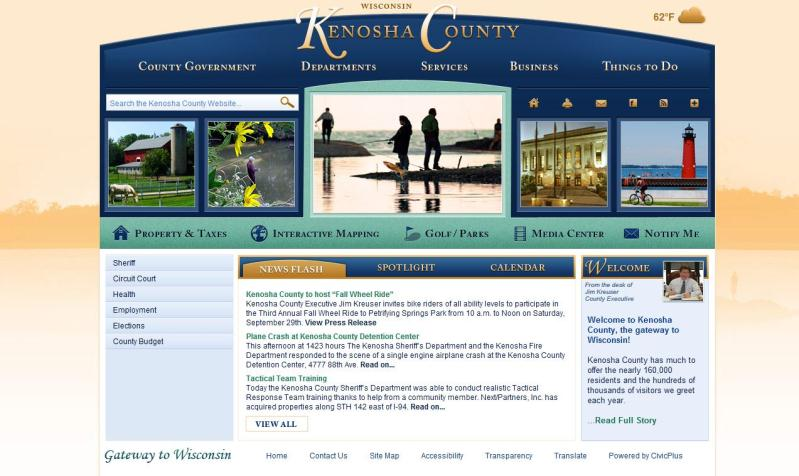 WISCONSIN
KENOSHA COUNTY
62°F
COUNTY GOVERNMENT
DEPARTMENTS
SERVICES
BUSINESS
THINGS TO DO
Search the Kenosha County Website...
PROPERTY & TAXES
INTERACTIVE MAPPING
GOLF / PARKS
MEDIA CENTER
NOTIFY ME
Sheriff
Circuit Court
Health
Employment
Elections
County Budget
NEWS FLASH
SPOTLIGHT
CALENDAR
Kenosha County to host “Fall Wheel Ride”
Kenosha County Executive Jim Kreuser invites bike riders of all ability levels to participate in
the Third Annual Fall Wheel Ride to Petrifying Springs Park from 10 a.m. to Noon on Saturday,
September 29th. View Press Release
Plane Crash at Kenosha County Detention Center
This afternoon at 1423 hours The Kenosha Sheriff's Department and the Kenosha Fire
Department responded to the scene of a single engine airplane crash at the Kenosha County
Detention Center, 4777 88th Ave. Read on...
Tactical Team Training
Today the Kenosha County Sheriff's Department was able to conduct realistic Tactical
Response Team training thanks to help from a community member. Next/Partners, Inc. has
acquired properties along STH 142 east of I-94. Read on...
VIEW ALL
WELCOME
From the desk of
Jim Kreuser
County Executive
Welcome to Kenosha
County, the gateway to
Wisconsin!
Kenosha County has much to
offer the nearly 160,000
residents and the hundreds of
thousands of visitors we greet
each year.
...Read Full Story
Gateway to Wisconsin
Home
Contact Us
Site Map
Accessibility
Transparency
Translate
Powered by CivicPlus